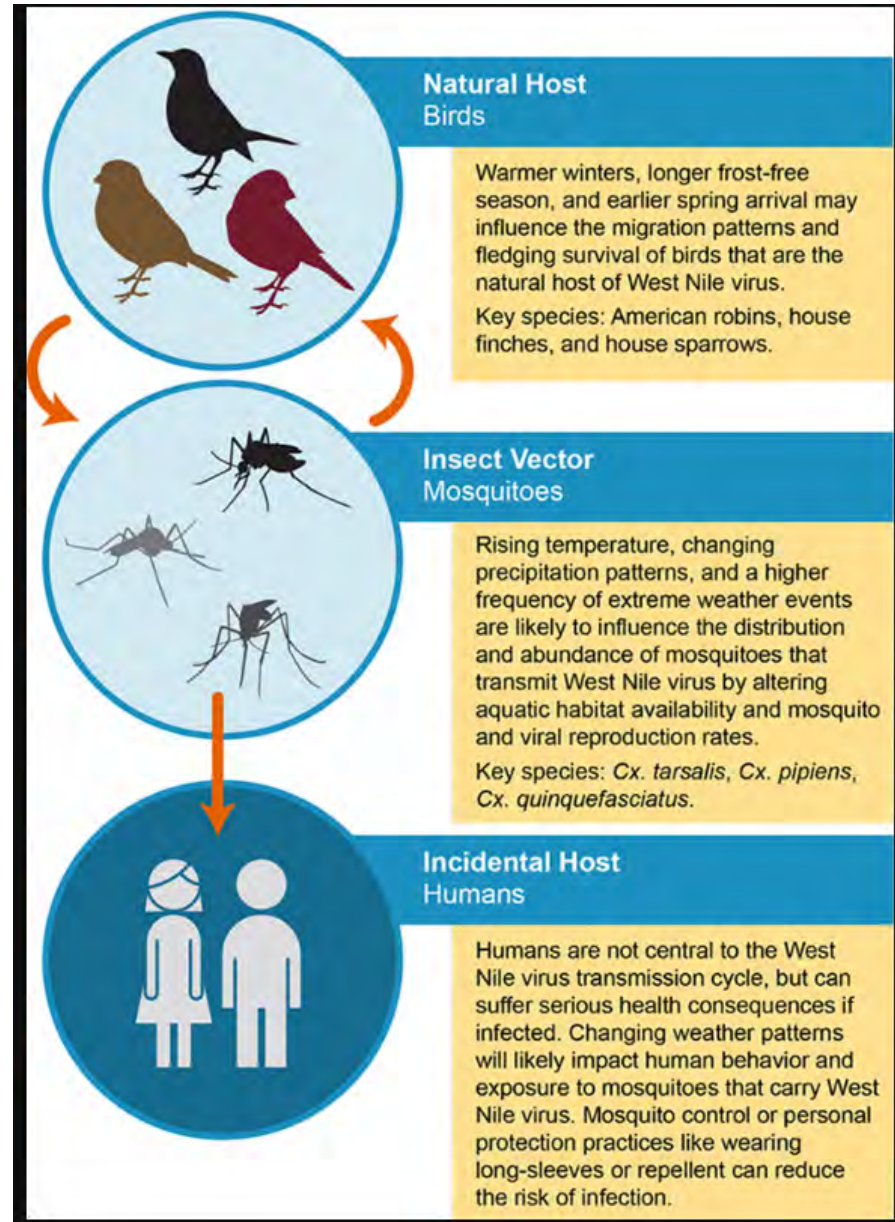 Natural Host
Birds
Warmer winters, longer frost-free
season, and earlier spring arrival may
influence the migration patterns and
fledging survival of birds that are the
natural host of West Nile virus.
Key species: American robins, house
finches, and house sparrows.
Insect Vector
Mosquitoes
Rising temperature, changing
precipitation patterns, and a higher
frequency of extreme weather events
are likely to influence the distribution
and abundance of mosquitoes that
transmit West Nile virus by altering
aquatic habitat availability and mosquito
and viral reproduction rates.
Key species: Cx. tarsalis, Cx. pipiens,
Cx. quinquefasciatus.
Incidental Host
Humans
Humans are not central to the West
Nile virus transmission cycle, but can
suffer serious health consequences if
infected. Changing weather patterns
will likely impact human behavior and
exposure to mosquitoes that carry West
Nile virus. Mosquito control or personal
protection practices like wearing
long-sleeves or repellent can reduce
the risk of infection.